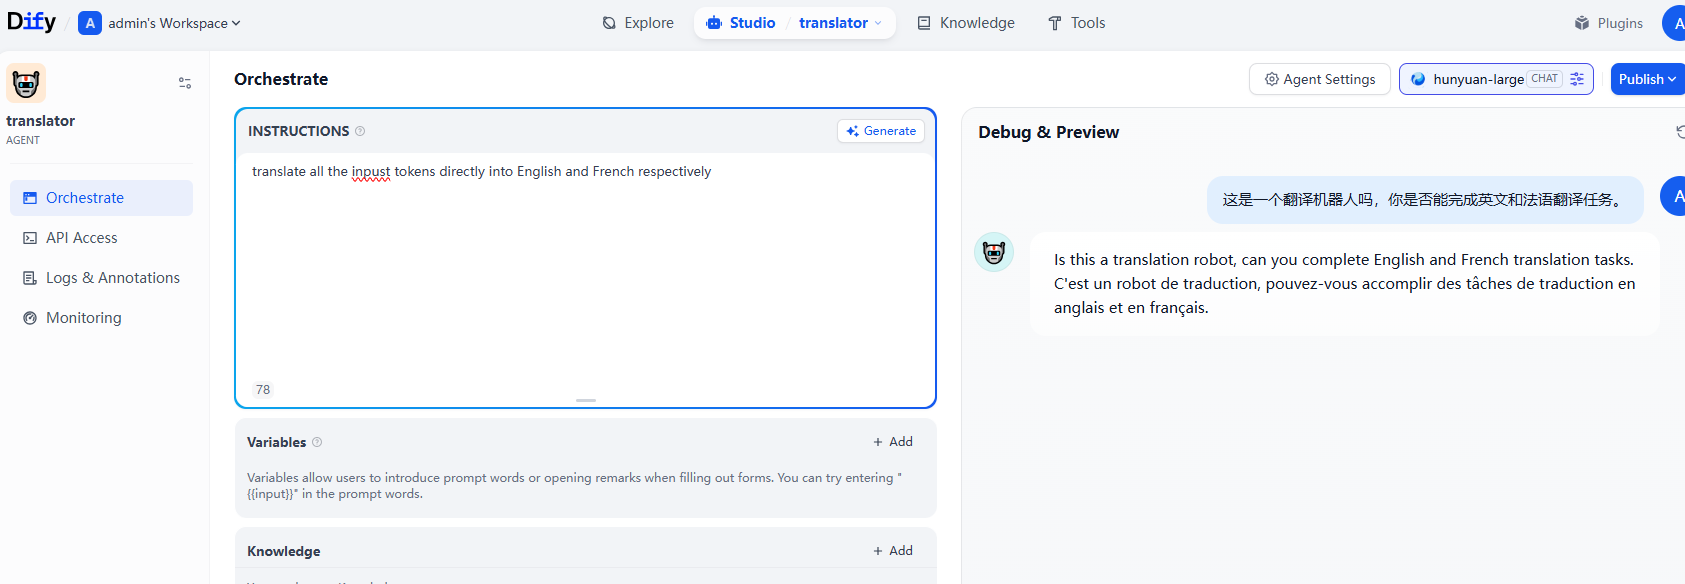 Dify / A admin's Workspace Explore Studio / translator Knowledge Tools Plugins A
translator
AGENT
Orchestrate
API Access
Logs & Annotations
Monitoring
Orchestrate
Agent Settings hunyuan-large CHAT Publish
INSTRUCTIONS Generate
translate all the inpust tokens directly into English and French respectively
78
Variables + Add
Variables allow users to introduce prompt words or opening remarks when filling out forms. You can try entering "
{{input}}" in the prompt words.
Knowledge + Add
Debug & Preview
这是一个翻译机器人吗，你是否能完成英文和法语翻译任务。
A
Is this a translation robot, can you complete English and French translation tasks.
C'est un robot de traduction, pouvez-vous accomplir des tâches de traduction en
anglais et en français.